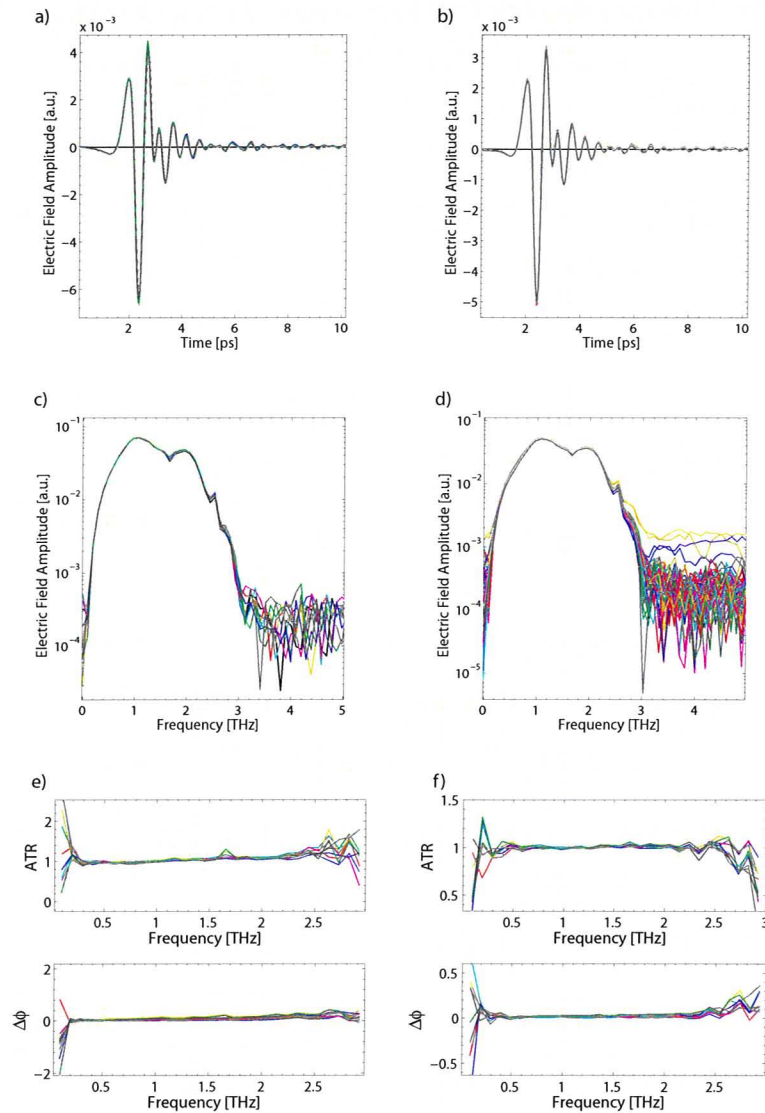 a)
x 10⁻³
4
2
0
−2
−4
−6
2 4 6 8 10
Electric Field Amplitude [a.u.]
Time [ps]
b)
x 10⁻³
3
2
1
0
−1
−2
−3
−4
−5
2 4 6 8 10
Electric Field Amplitude [a.u.]
Time [ps]
c)
10⁻¹
10⁻²
10⁻³
10⁻⁴
0 1 2 3 4 5
Electric Field Amplitude [a.u.]
Frequency [THz]
d)
10⁻¹
10⁻²
10⁻³
10⁻⁴
10⁻⁵
0 1 2 3 4
Electric Field Amplitude [a.u.]
Frequency [THz]
e)
2
1
0
ATR
0.5 1 1.5 2 2.5
Frequency [THz]
2
0
−2
Δϕ
0.5 1 1.5 2 2.5
Frequency [THz]
f)
1.5
1
0.5
ATR
0.5 1 1.5 2 2.5 3
Frequency [THz]
0.5
0
−0.5
Δϕ
0.5 1 1.5 2 2.5
Frequency [THz]